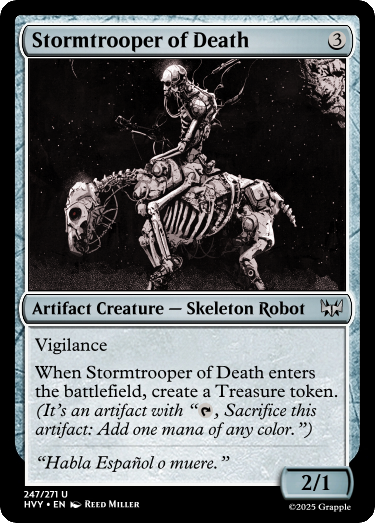 Stormtrooper of Death 3
Artifact Creature — Skeleton Robot
Vigilance
When Stormtrooper of Death enters
the battlefield, create a Treasure token.
(It's an artifact with “, Sacrifice this
artifact: Add one mana of any color.”)
“Habla Español o muere.”
2/1
247/271 U
HVY • EN Reed Miller
©2025 Grapple